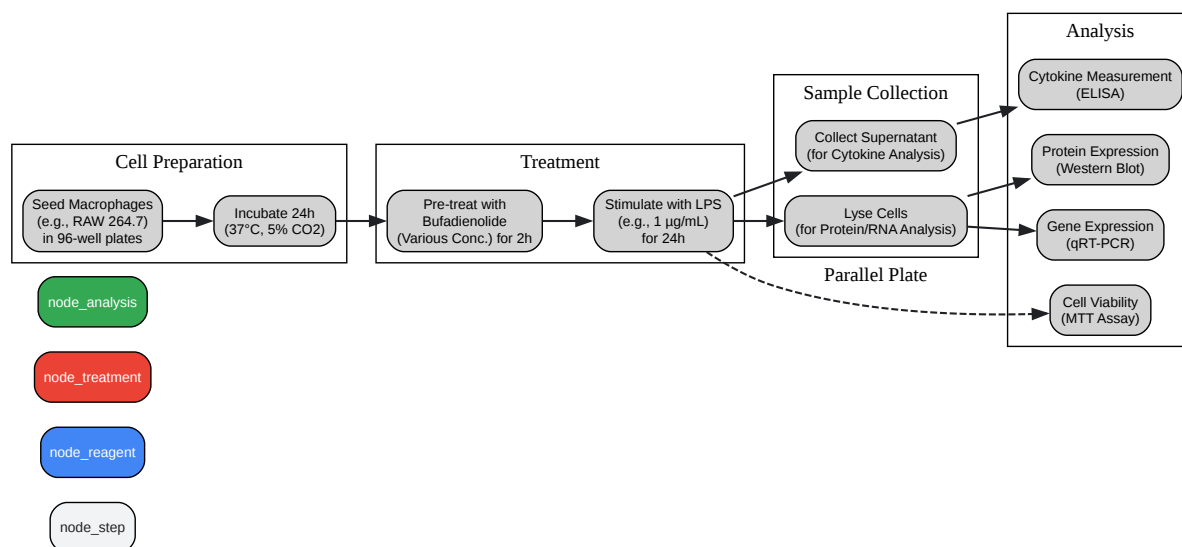 Cell Preparation
Seed Macrophages
(e.g., RAW 264.7)
in 96-well plates
Incubate 24h
(37°C, 5% CO2)
Treatment
Pre-treat with
Bufadienolide
(Various Conc.) for 2h
Stimulate with LPS
(e.g., 1 µg/mL)
for 24h
Sample Collection
Collect Supernatant
(for Cytokine Analysis)
Lyse Cells
(for Protein/RNA Analysis)
Parallel Plate
Analysis
Cytokine Measurement
(ELISA)
Protein Expression
(Western Blot)
Gene Expression
(qRT-PCR)
Cell Viability
(MTT Assay)
node_analysis
node_treatment
node_reagent
node_step